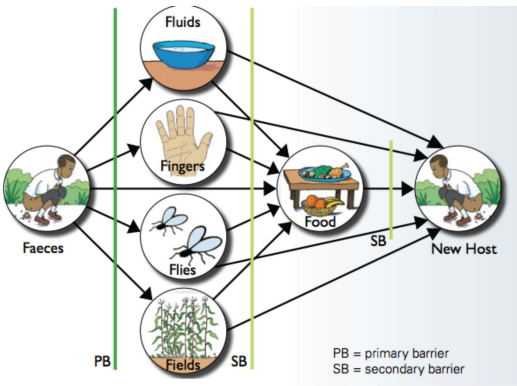 Fluids
Fingers
Faeces
Flies
Food
New Host
Fields
PB
SB
SB
PB = primary barrier
SB = secondary barrier